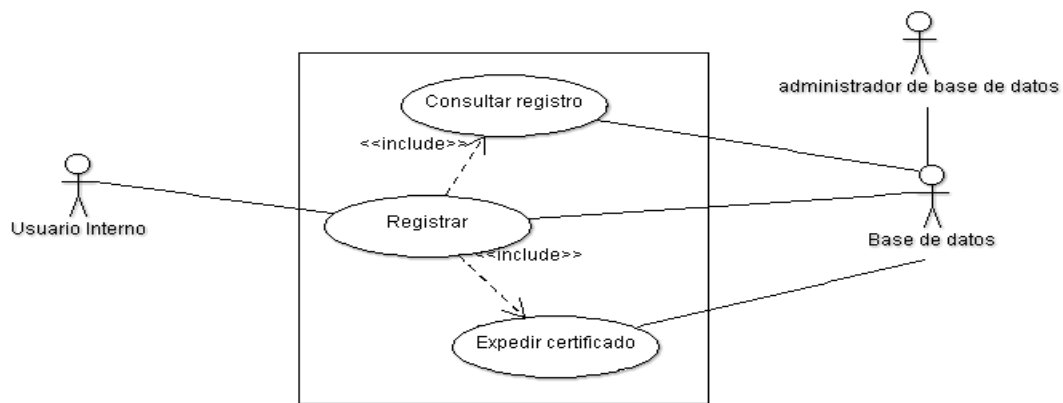 administrador de base de datos
Consultar registro
<<include>>
Usuario Interno
Registrar
Base de datos
<<include>>
Expedir certificado